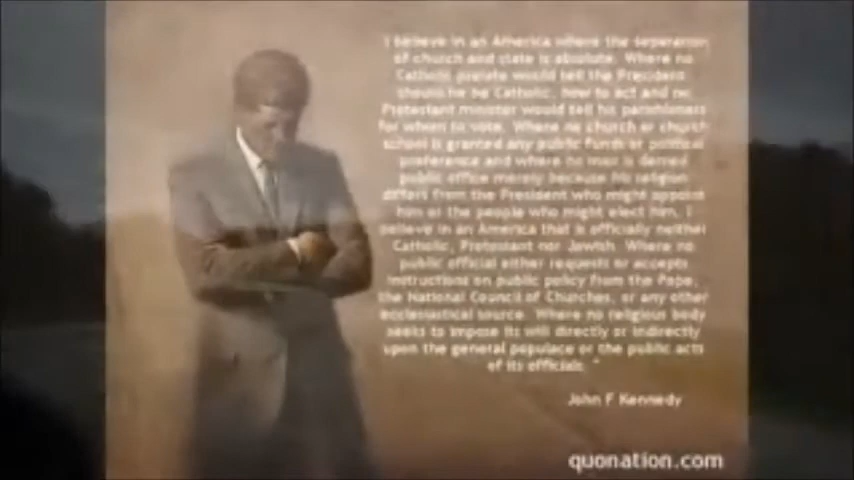 I believe in an America where the separation
of church and state is absolute. Where no
Catholic prelate would tell the President
should he be Catholic, how to act and no
Protestant minister would tell his parishioners
for whom to vote. Where no church or church
school is granted any public funds or political
preference and where no man is denied
public office merely because his religion
differs from the President who might appoint
him or the people who might elect him. I
believe in an America that is officially neither
Catholic, Protestant nor Jewish. Where no
public official either requests or accepts
instructions on public policy from the Pope,
the National Council of Churches, or any other
ecclesiastical source. Where no religious body
seeks to impose its will directly or indirectly
upon the general populace or the public acts
of its officials. "
John F Kennedy
quonation.com